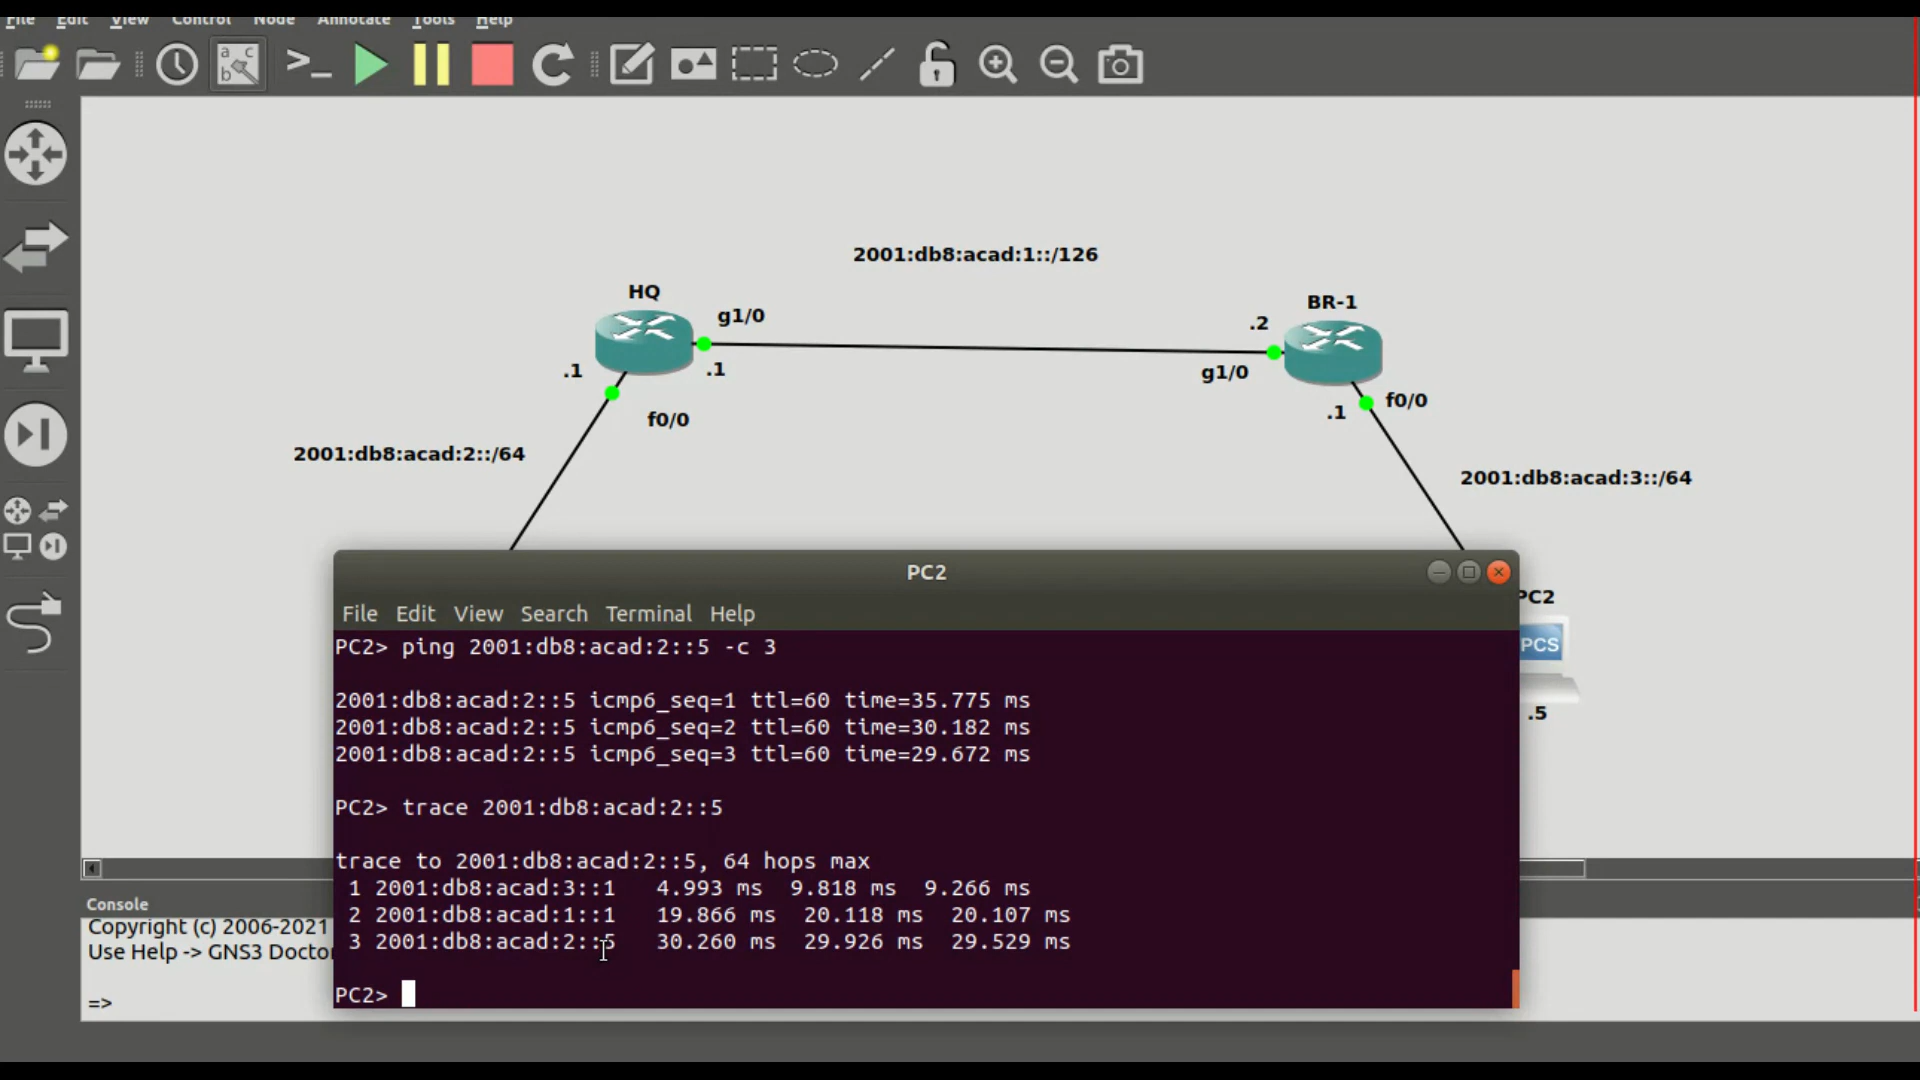 File Edit View Control Node Annotate Tools Help
a c
b
>_
2001:db8:acad:1::/126
HQ
BR-1
g1/0
.2
.1
.1
g1/0
f0/0
.1
f0/0
2001:db8:acad:2::/64
2001:db8:acad:3::/64
PC2
File Edit View Search Terminal Help
PC2> ping 2001:db8:acad:2::5 -c 3
2001:db8:acad:2::5 icmp6_seq=1 ttl=60 time=35.775 ms
2001:db8:acad:2::5 icmp6_seq=2 ttl=60 time=30.182 ms
2001:db8:acad:2::5 icmp6_seq=3 ttl=60 time=29.672 ms
PC2> trace 2001:db8:acad:2::5
trace to 2001:db8:acad:2::5, 64 hops max
1 2001:db8:acad:3::1 4.993 ms 9.818 ms 9.266 ms
2 2001:db8:acad:1::1 19.866 ms 20.118 ms 20.107 ms
3 2001:db8:acad:2::5 30.260 ms 29.926 ms 29.529 ms
PC2>
PC2
PCS
.5
Console
Copyright (c) 2006-2021
Use Help -> GNS3 Docto
=>